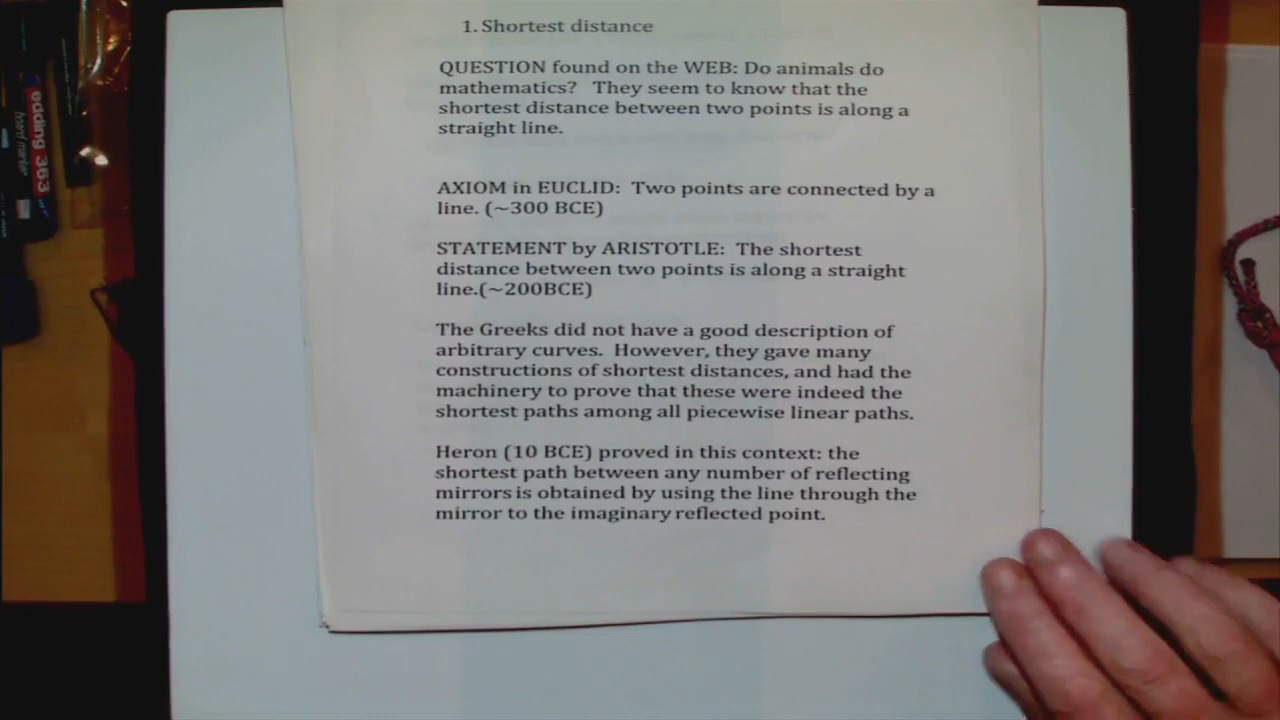 1. Shortest distance
QUESTION found on the WEB: Do animals do
mathematics? They seem to know that the
shortest distance between two points is along a
straight line.
AXIOM in EUCLID: Two points are connected by a
line. (~300 BCE)
STATEMENT by ARISTOTLE: The shortest
distance between two points is along a straight
line.(~200BCE)
The Greeks did not have a good description of
arbitrary curves. However, they gave many
constructions of shortest distances, and had the
machinery to prove that these were indeed the
shortest paths among all piecewise linear paths.
Heron (10 BCE) proved in this context: the
shortest path between any number of reflecting
mirrors is obtained by using the line through the
mirror to the imaginary reflected point.
edding 363
board marker